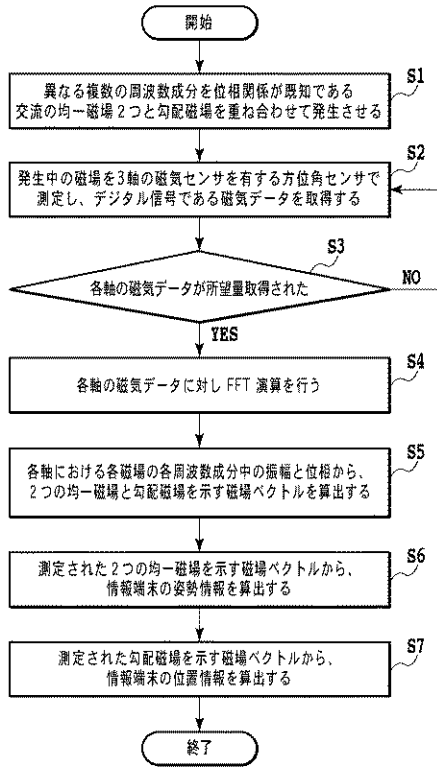 開始
S1
異なる複数の周波数成分を位相関係が既知である
交流の均一磁場2つと勾配磁場を重ね合わせて発生させる
S2
発生中の磁場を3軸の磁気センサを有する方位角センサで
測定し、デジタル信号である磁気データを取得する
S3
各軸の磁気データが所望量取得された
NO
YES
S4
各軸の磁気データに対し FFT 演算を行う
S5
各軸における各磁場の各周波数成分中の振幅と位相から、
2つの均一磁場と勾配磁場を示す磁場ベクトルを算出する
S6
測定された2つの均一磁場を示す磁場ベクトルから、
情報端末の姿勢情報を算出する
S7
測定された勾配磁場を示す磁場ベクトルから、
情報端末の位置情報を算出する
終了